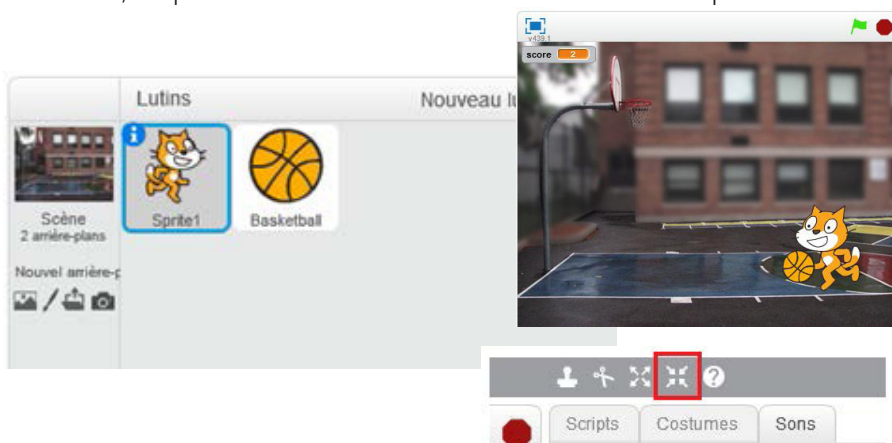 v439.1
score 2
Lutins
Nouveau lu
Scène
2 arrière-plans
Sprite1
Basketball
Nouvel arrière-p
Scripts
Costumes
Sons